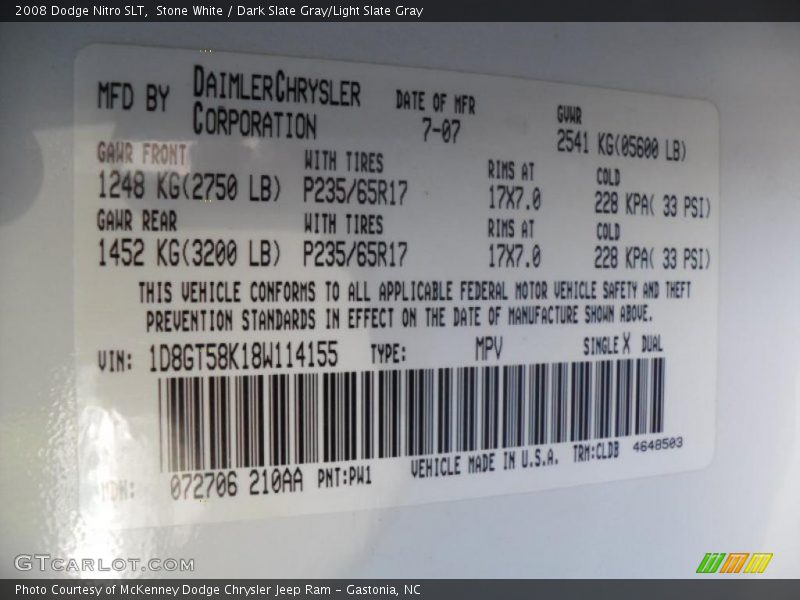 2008 Dodge Nitro SLT,  Stone White / Dark Slate Gray/Light Slate Gray
MFD BY DAIMLERCHRYSLER CORPORATION
DATE OF MFR 7-07
GVWR 2541 KG(05600 LB)
GAWR FRONT WITH TIRES RIMS AT COLD
1248 KG(2750 LB) P235/65R17 17X7.0 228 KPA( 33 PSI)
GAWR REAR WITH TIRES RIMS AT COLD
1452 KG(3200 LB) P235/65R17 17X7.0 228 KPA( 33 PSI)
THIS VEHICLE CONFORMS TO ALL APPLICABLE FEDERAL MOTOR VEHICLE SAFETY AND THEFT
PREVENTION STANDARDS IN EFFECT ON THE DATE OF MANUFACTURE SHOWN ABOVE.
VIN: 1D8GT58K18W114155 TYPE: MPV SINGLE X DUAL
MDH: 072706 210AA PNT:PW1 VEHICLE MADE IN U.S.A. TRM:CLDB 4648503
GTCARLOT.COM
Photo Courtesy of McKenney Dodge Chrysler Jeep Ram - Gastonia, NC